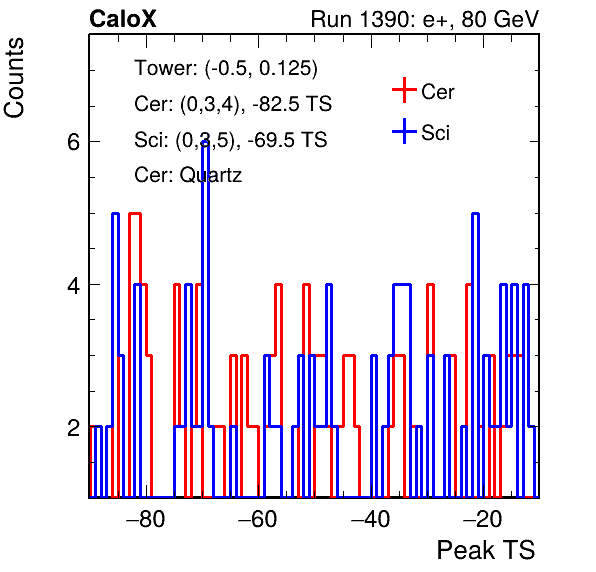 CaloX Run 1390: e+, 80 GeV
Counts
Tower: (-0.5, 0.125)
Cer: (0,3,4), -82.5 TS
Sci: (0,3,5), -69.5 TS
Cer: Quartz
Cer
Sci
6
4
2
−80 −60 −40 −20
Peak TS